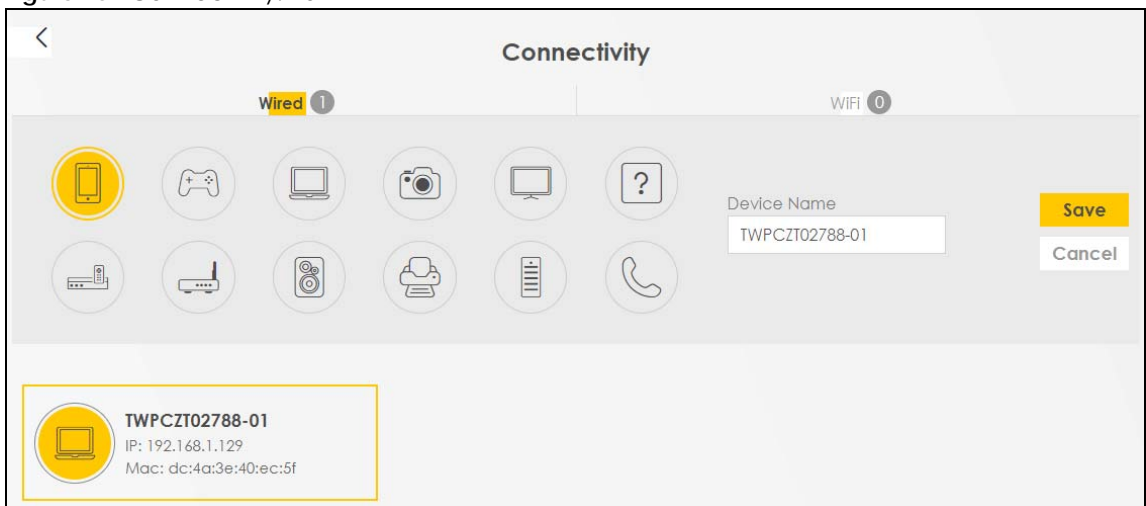 Connectivity
Wired 1
WiFi 0
?
Device Name
TWPCZT02788-01
Save
Cancel
TWPCZT02788-01
IP: 192.168.1.129
Mac: dc:4a:3e:40:ec:5f